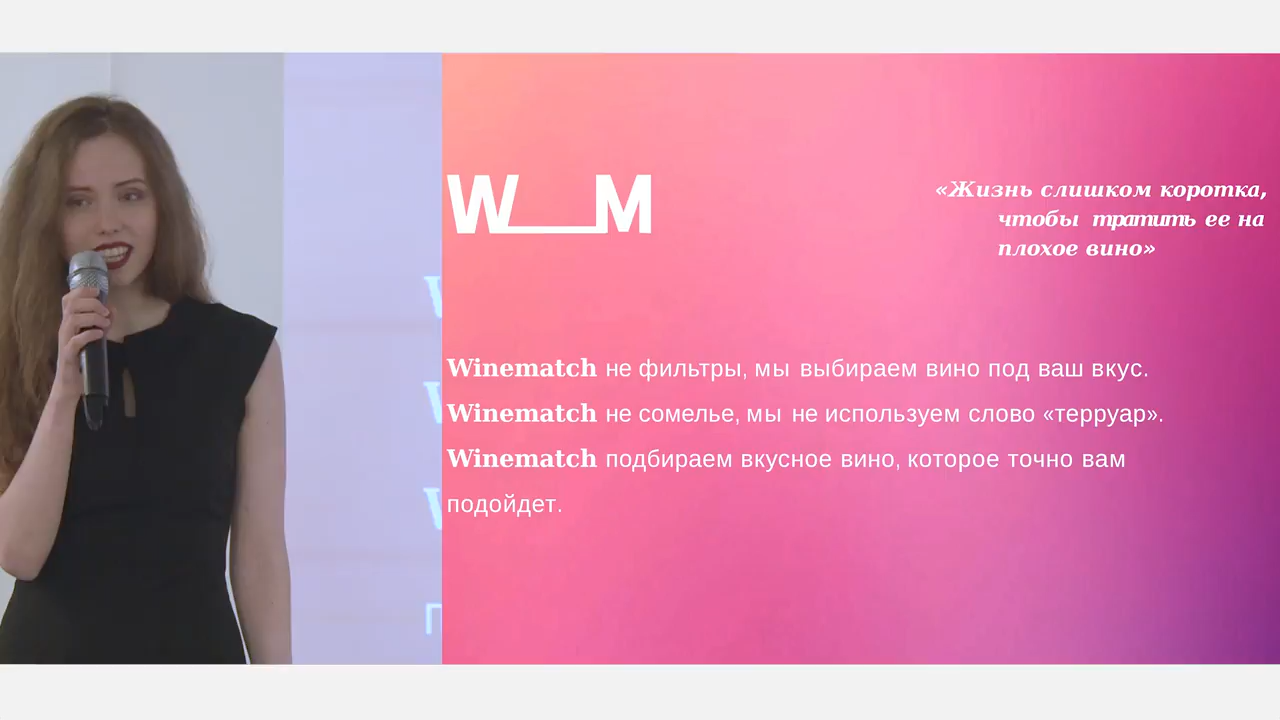 W__M
«Жизнь слишком коротка,
чтобы тратить ее на
плохое вино»
Winematch не фильтры, мы выбираем вино под ваш вкус.
Winematch не сомелье, мы не используем слово «терруар».
Winematch подбираем вкусное вино, которое точно вам
подойдет.